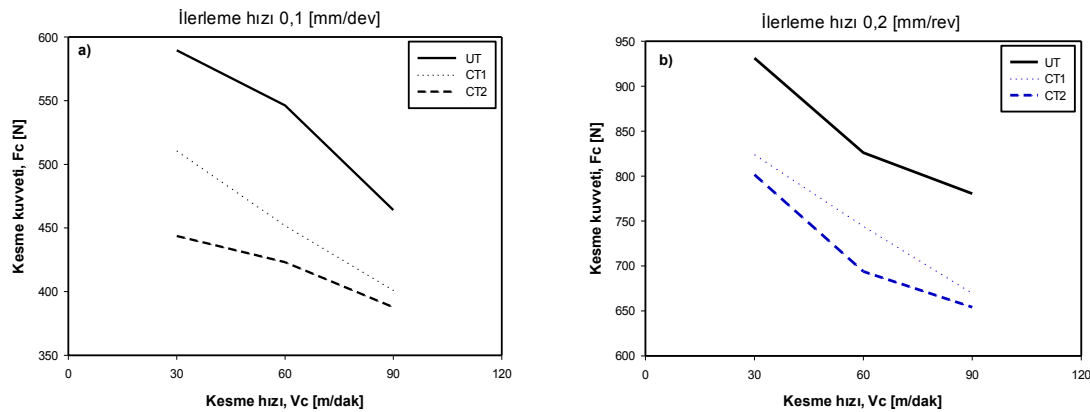 İlerleme hızı 0,1 [mm/dev]
a)
UT
CT1
CT2
600
550
500
450
400
350
0
30
60
90
120
Kesme kuvveti, Fc [N]
Kesme hızı, Vc [m/dak]
İlerleme hızı 0,2 [mm/rev]
b)
UT
CT1
CT2
950
900
850
800
750
700
650
600
0
30
60
90
120
Kesme kuvveti, Fc [N]
Kesme hızı, Vc [m/dak]